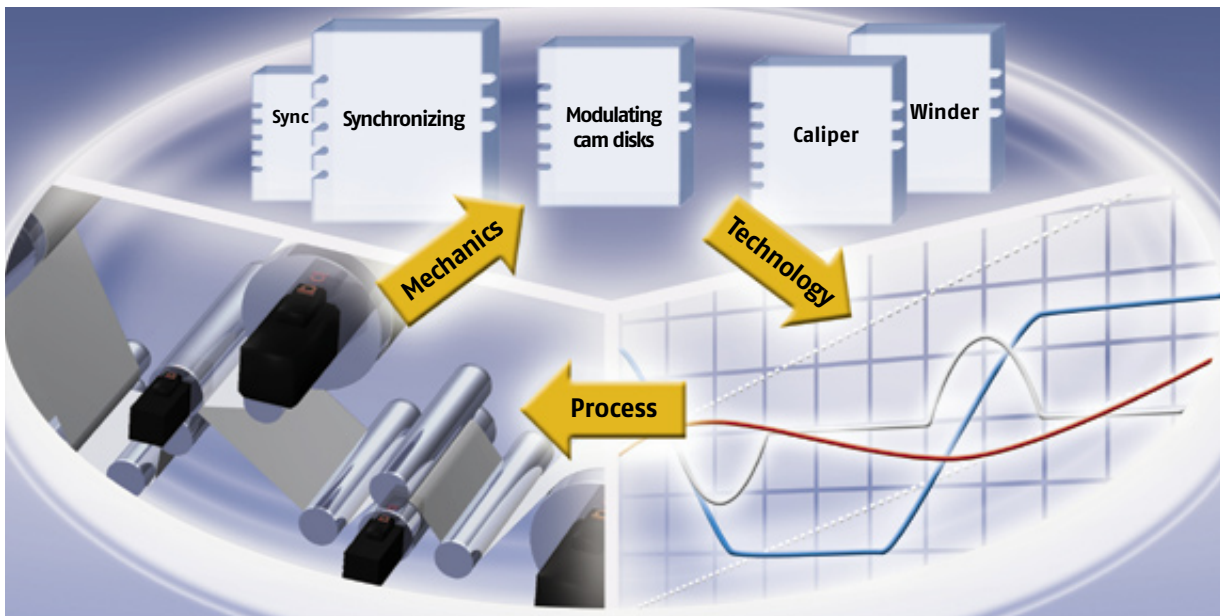 Sync
Synchronizing
Modulating
cam disks
Caliper
Winder
Mechanics
Technology
Process